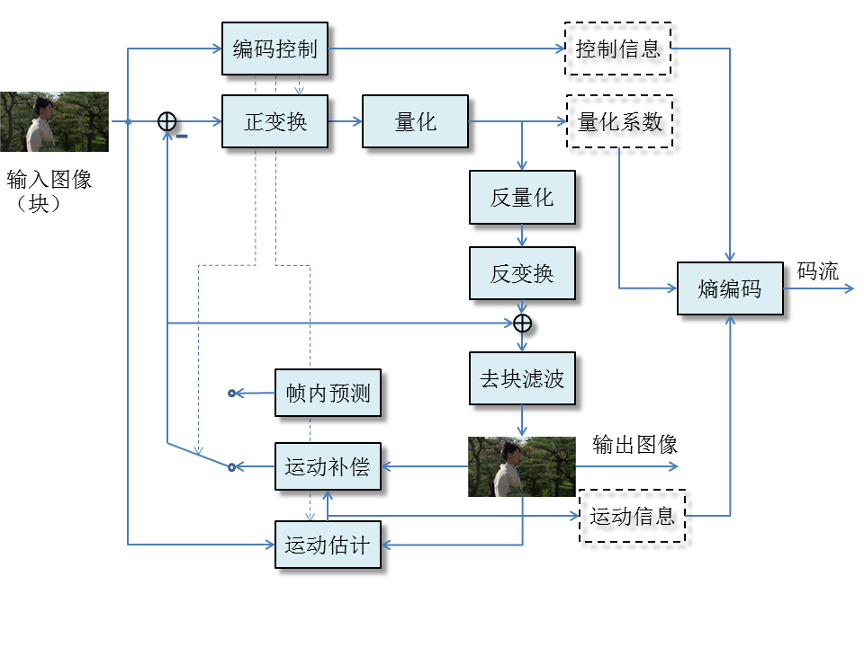 编码控制
控制信息
正变换
量化
量化系数
输入图像
（块）
反量化
反变换
熵编码
码流
去块滤波
帧内预测
运动补偿
输出图像
运动信息
运动估计